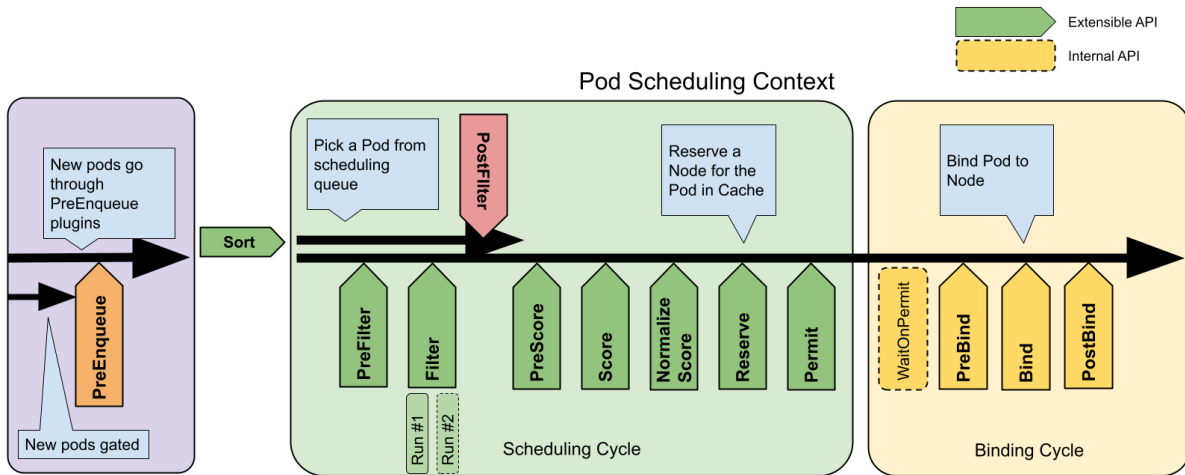 Extensible API
Internal API
Pod Scheduling Context
New pods go
through
PreEnqueue
plugins
PreEnqueue
New pods gated
Sort
Pick a Pod from
scheduling
queue
PostFIlter
Reserve a
Node for the
Pod in Cache
PreFilter
Filter
Run #1
Run #2
PreScore
Score
Normalize
Score
Reserve
Permit
Scheduling Cycle
Bind Pod to
Node
WaitOnPermit
PreBind
Bind
PostBind
Binding Cycle